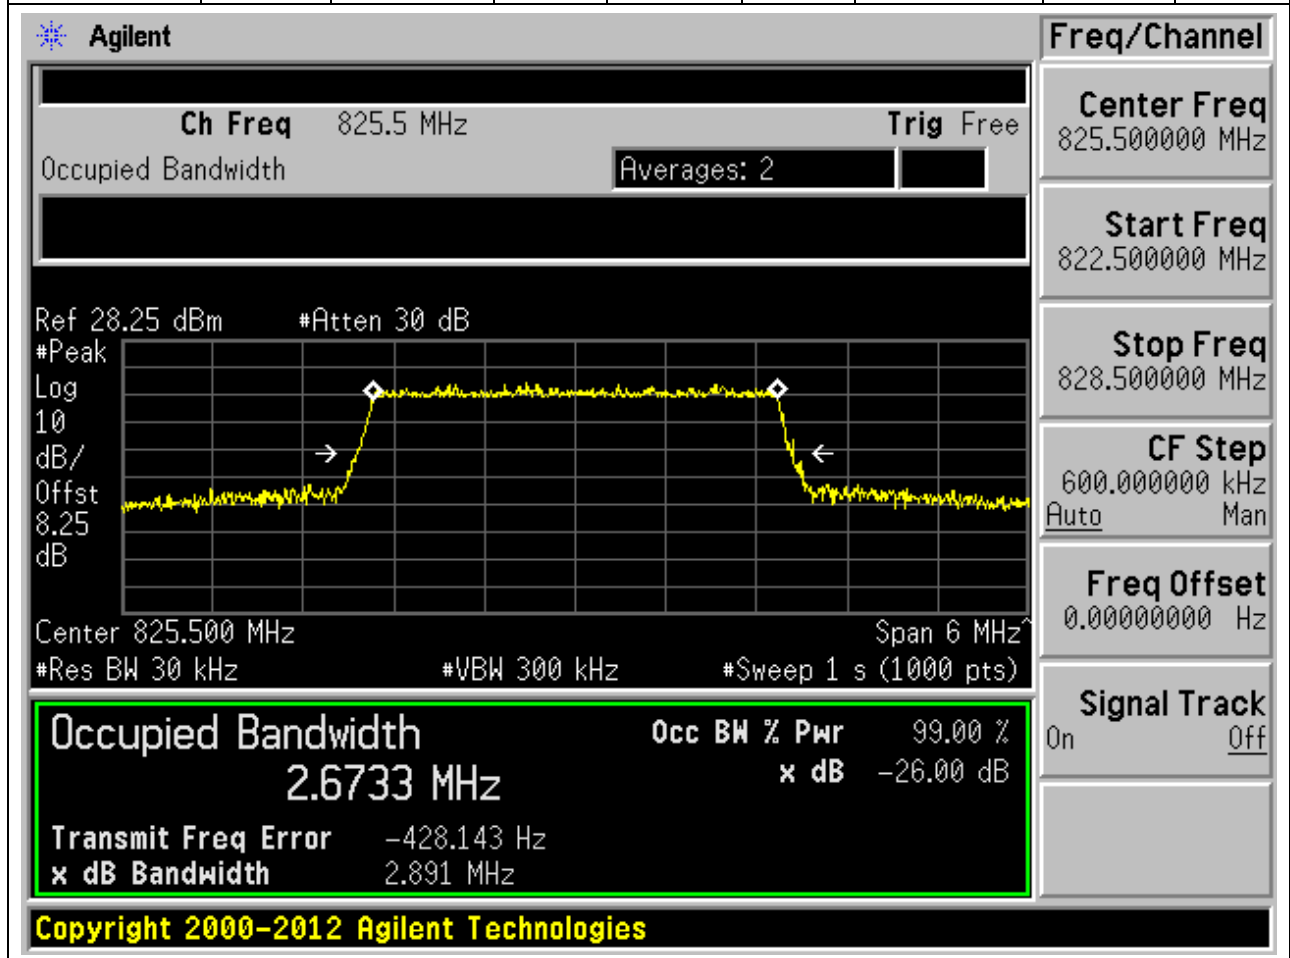 Agilent
Freq/Channel
Ch Freq 825.5 MHz Trig Free
Occupied Bandwidth Averages: 2
Center Freq
825.500000 MHz
Start Freq
822.500000 MHz
Stop Freq
828.500000 MHz
CF Step
600.000000 kHz
Auto Man
Freq Offset
0.00000000 Hz
Signal Track
On Off
Ref 28.25 dBm #Atten 30 dB
#Peak
Log
10
dB/
Offst
8.25
dB
Center 825.500 MHz Span 6 MHz^
#Res BW 30 kHz #VBW 300 kHz #Sweep 1 s (1000 pts)
Occupied Bandwidth Occ BW % Pwr 99.00 %
2.6733 MHz x dB -26.00 dB
Transmit Freq Error -428.143 Hz
x dB Bandwidth 2.891 MHz
Copyright 2000-2012 Agilent Technologies